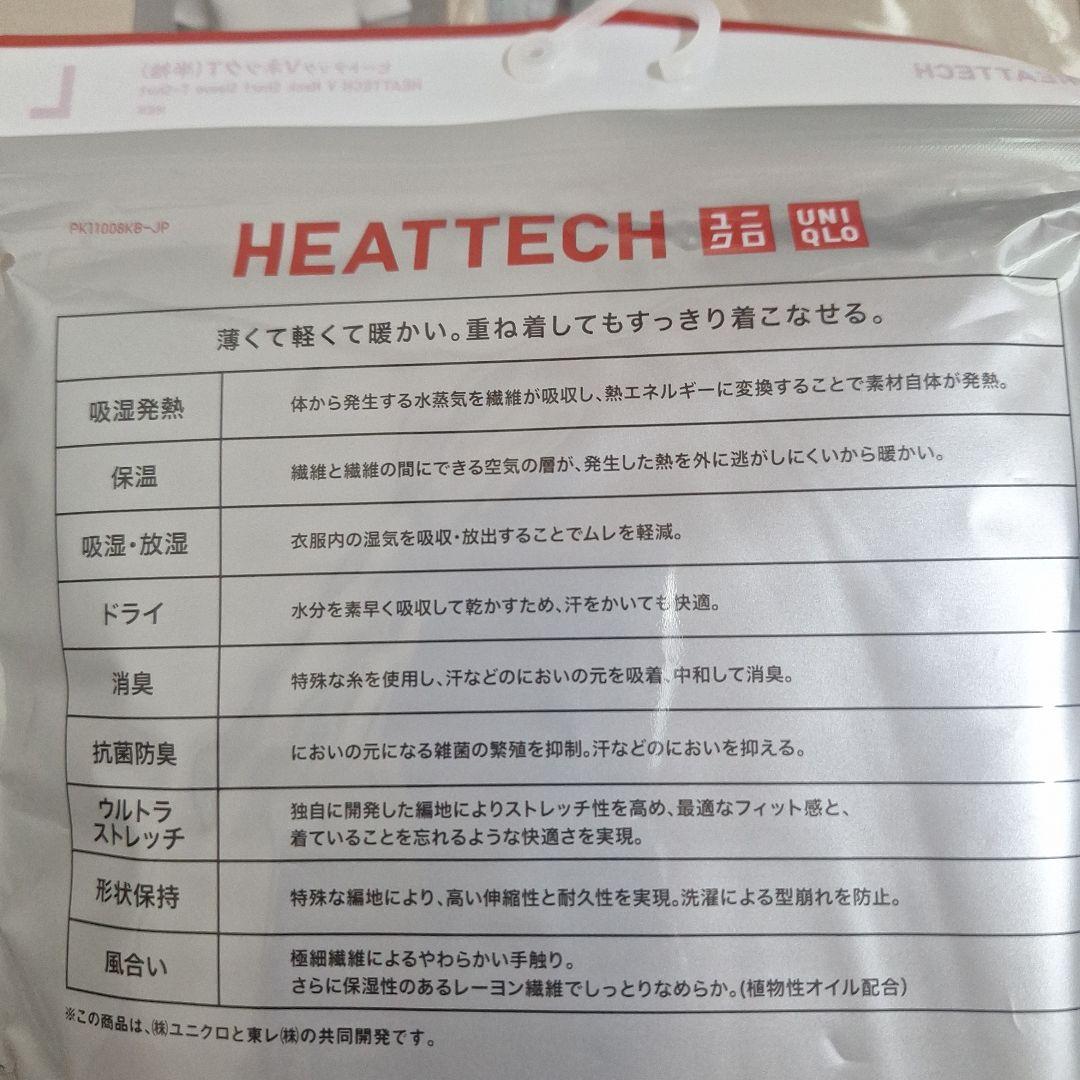 ヒートテックVネックT(半袖)
HEATTECH V Neck Short Sleeve T-Shirt
MEN
L
HEATTECH
PK11008KB-JP
HEATTECH ユニクロ UNIQLO
薄くて軽くて暖かい。重ね着してもすっきり着こなせる。
吸湿発熱 体から発生する水蒸気を繊維が吸収し、熱エネルギーに変換することで素材自体が発熱。
保温 繊維と繊維の間にできる空気の層が、発生した熱を外に逃がしにくいから暖かい。
吸湿・放湿 衣服内の湿気を吸収・放出することでムレを軽減。
ドライ 水分を素早く吸収して乾かすため、汗をかいても快適。
消臭 特殊な糸を使用し、汗などのにおいの元を吸着、中和して消臭。
抗菌防臭 においの元になる雑菌の繁殖を抑制。汗などのにおいを抑える。
ウルトラ
ストレッチ
独自に開発した編地によりストレッチ性を高め、最適なフィット感と、
着ていることを忘れるような快適さを実現。
形状保持 特殊な編地により、高い伸縮性と耐久性を実現。洗濯による型崩れを防止。
風合い
極細繊維によるやわらかい手触り。
さらに保湿性のあるレーヨン繊維でしっとりなめらか。(植物性オイル配合)
※この商品は、㈱ユニクロと東レ㈱の共同開発です。